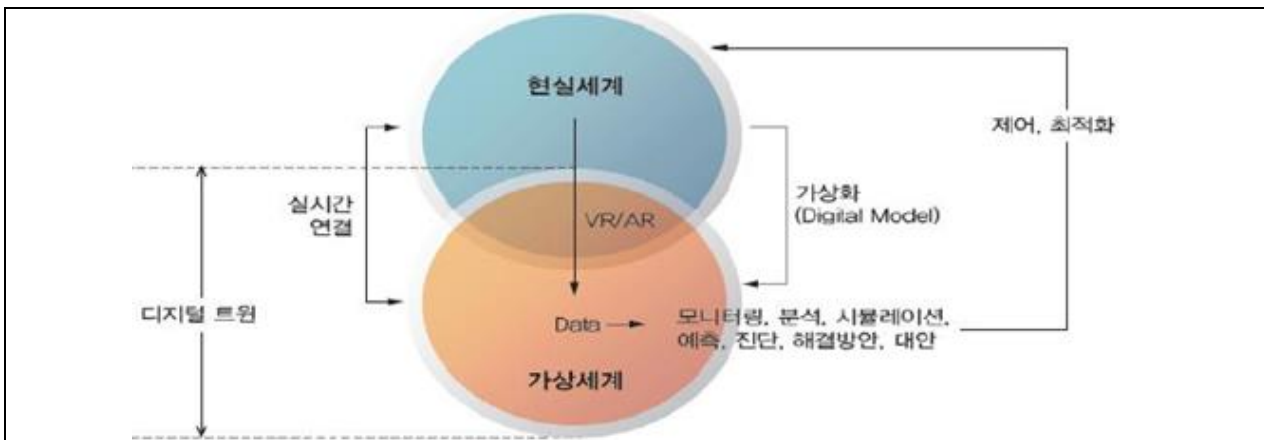 현실세계
제어, 최적화
실시간
연결
VR/AR
가상화
(Digital Model)
디지털 트윈
Data
모니터링, 분석, 시뮬레이션,
예측, 진단, 해결방안, 대안
가상세계